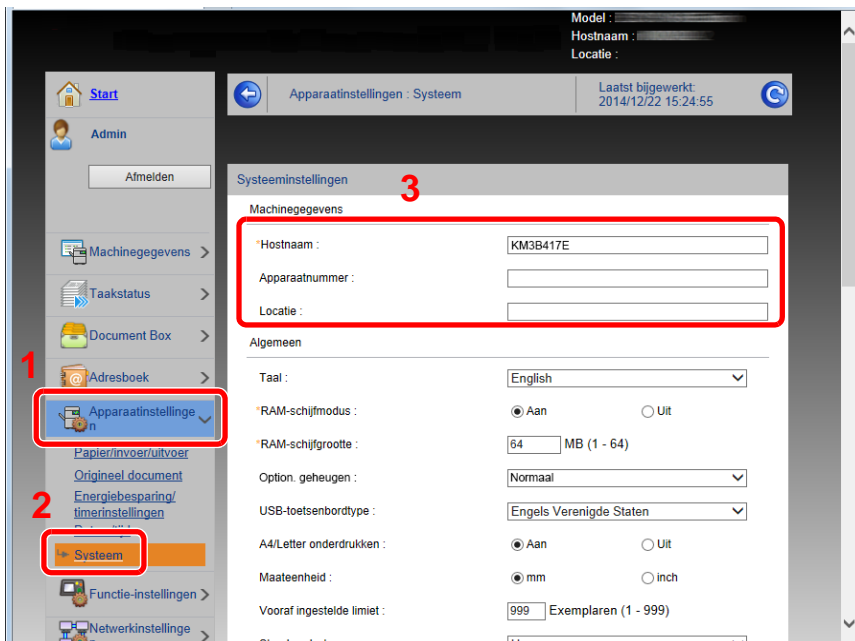 Model :
Hostnaam :
Locatie :
Start
Apparaatinstellingen : Systeem
Laatst bijgewerkt:
2014/12/22 15:24:55
Admin
Afmelden
Systeeminstellingen
3
Machinegegevens
*Hostnaam :
KM3B417E
Apparaatnummer :
Locatie :
Machinegegevens
Taakstatus
Document Box
Adresboek
1
Apparaatinstellinge
n
Papier/invoer/uitvoer
Origineel document
Energiebesparing/
timerinstellingen
2
Systeem
Functie-instellingen
Netwerkinstellinge
Algemeen
Taal :
English
*RAM-schijfmodus :
Aan
Uit
*RAM-schijfgrootte :
64
MB (1 - 64)
Option. geheugen :
Normaal
USB-toetsenbordtype :
Engels Verenigde Staten
A4/Letter onderdrukken :
Aan
Uit
Maateenheid :
mm
inch
Vooraf ingestelde limiet :
999
Exemplaren (1 - 999)